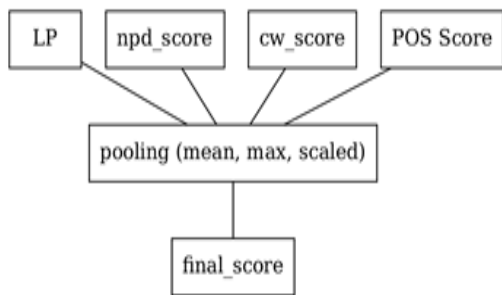 LP
npd_score
cw_score
POS Score
pooling (mean, max, scaled)
final_score